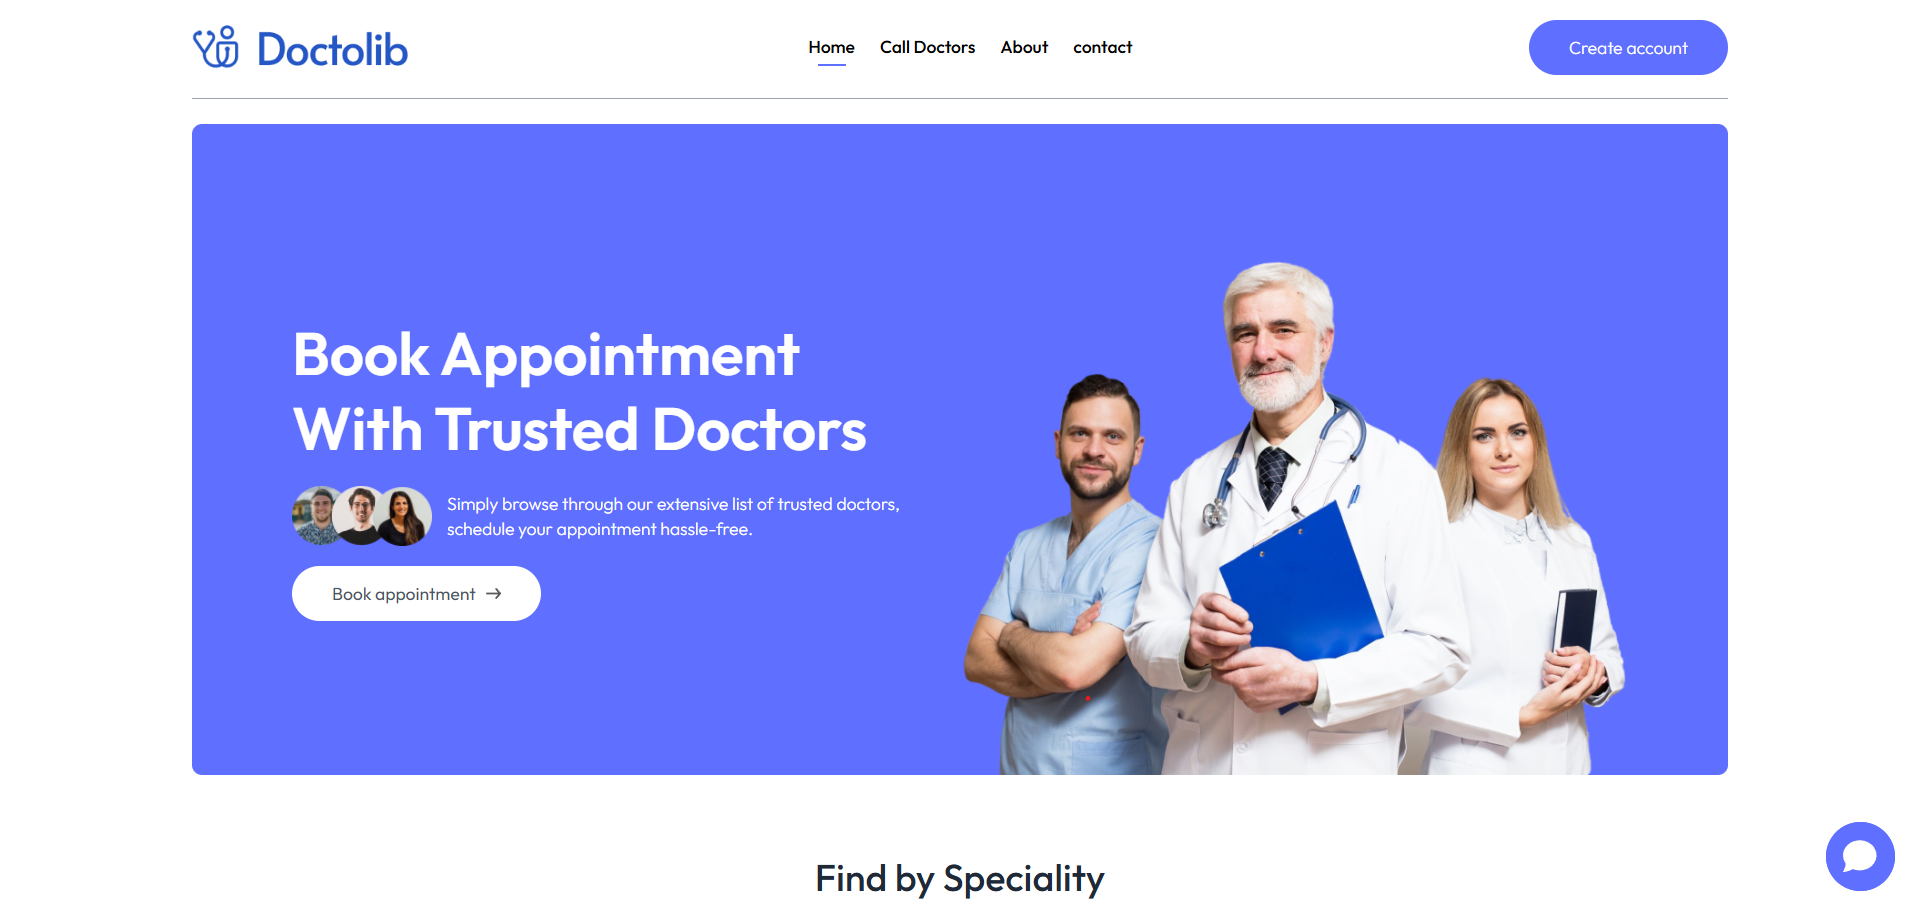 Doctolib
Home Call Doctors About contact
Create account
Book Appointment
With Trusted Doctors
Simply browse through our extensive list of trusted doctors,
schedule your appointment hassle-free.
Book appointment
Find by Speciality